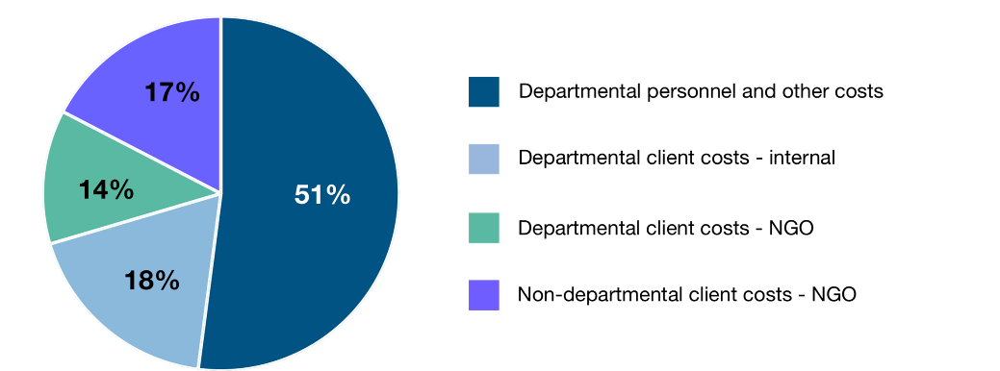 17%
14%
51%
18%
Departmental personnel and other costs
Departmental client costs - internal
Departmental client costs - NGO
Non-departmental client costs - NGO